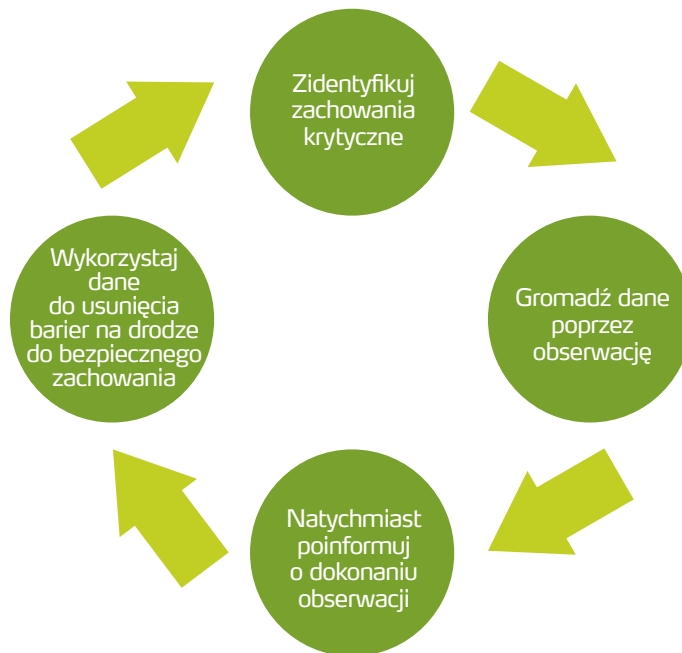 Zidentyfikuj
zachowania
krytyczne
Gromadź dane
poprzez
obserwację
Natychmiast
poinformuj
o dokonaniu
obserwacji
Wykorzystaj
dane
do usunięcia
barier na drodze
do bezpiecznego
zachowania